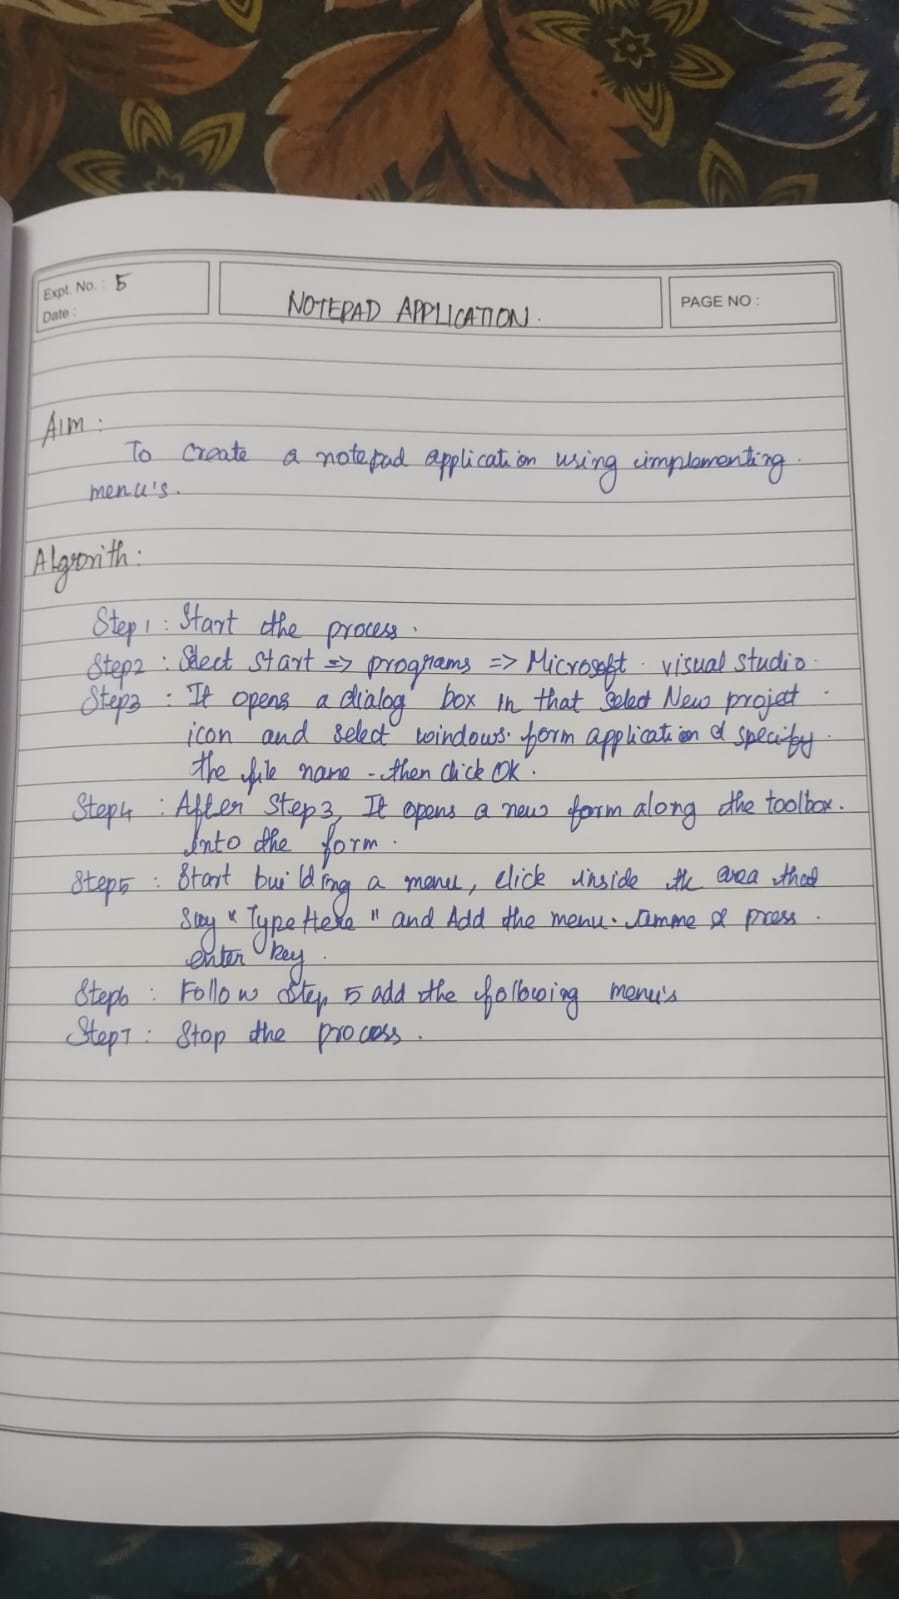 Expt. No. : 5
Date :
NOTEPAD APPLICATION.
PAGE NO :
AIM :
To create a notepad application using implementing.
menu's.
Algorith :
Step1 : Start the process.
Step2 : Select start => programs => Microsoft. visual studio.
Step3 : It opens a dialog box in that select New project.
icon and select windows. form application & specify.
the file name - then click OK.
Step4 : After Step3, It opens a new form along the toolbox.
Into the form.
Step5 : Start building a menu, click inside the area that
Say "Type Here" and Add the menu. & press.
enter key.
Step6 : Follow Step 5 add the following menu's
Step7 : Stop the process.